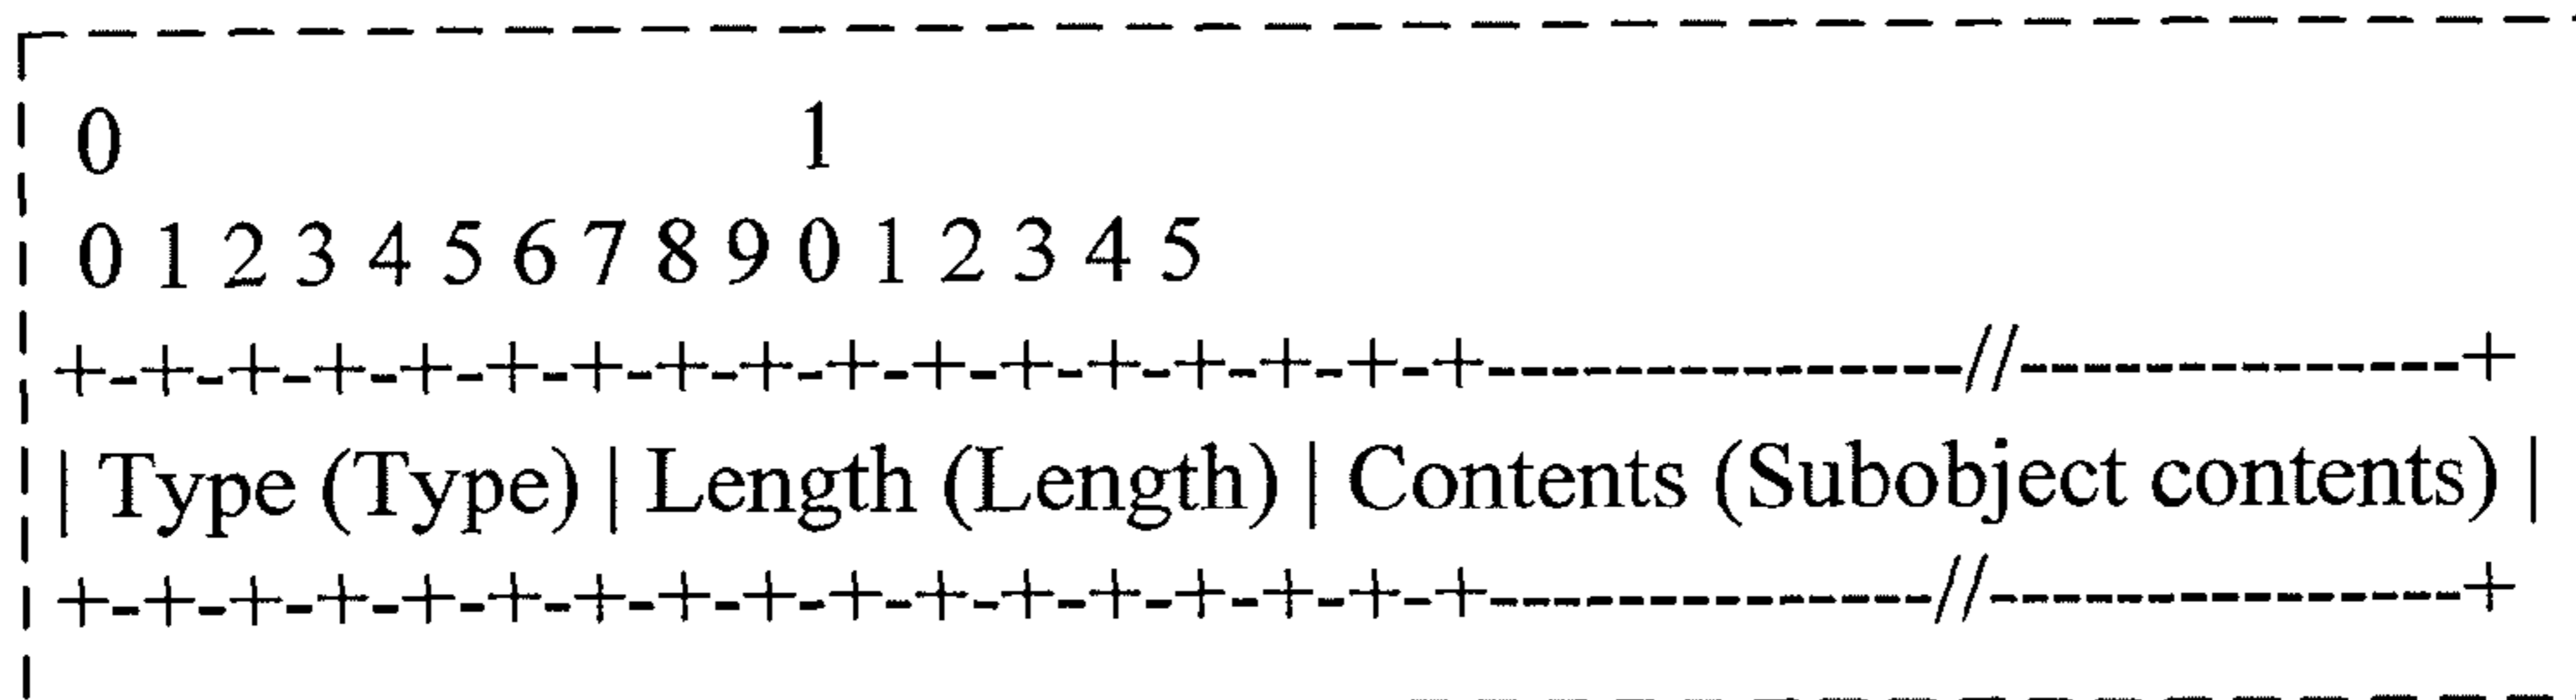 0 1
0 1 2 3 4 5 6 7 8 9 0 1 2 3 4 5
+-+-+-+-+-+-+-+-+-+-+-+-+-+-+-+-+---------------//--------------+
| Type (Type) | Length (Length) | Contents (Subobject contents) |
+-+-+-+-+-+-+-+-+-+-+-+-+-+-+-+-+--------------//---------------+